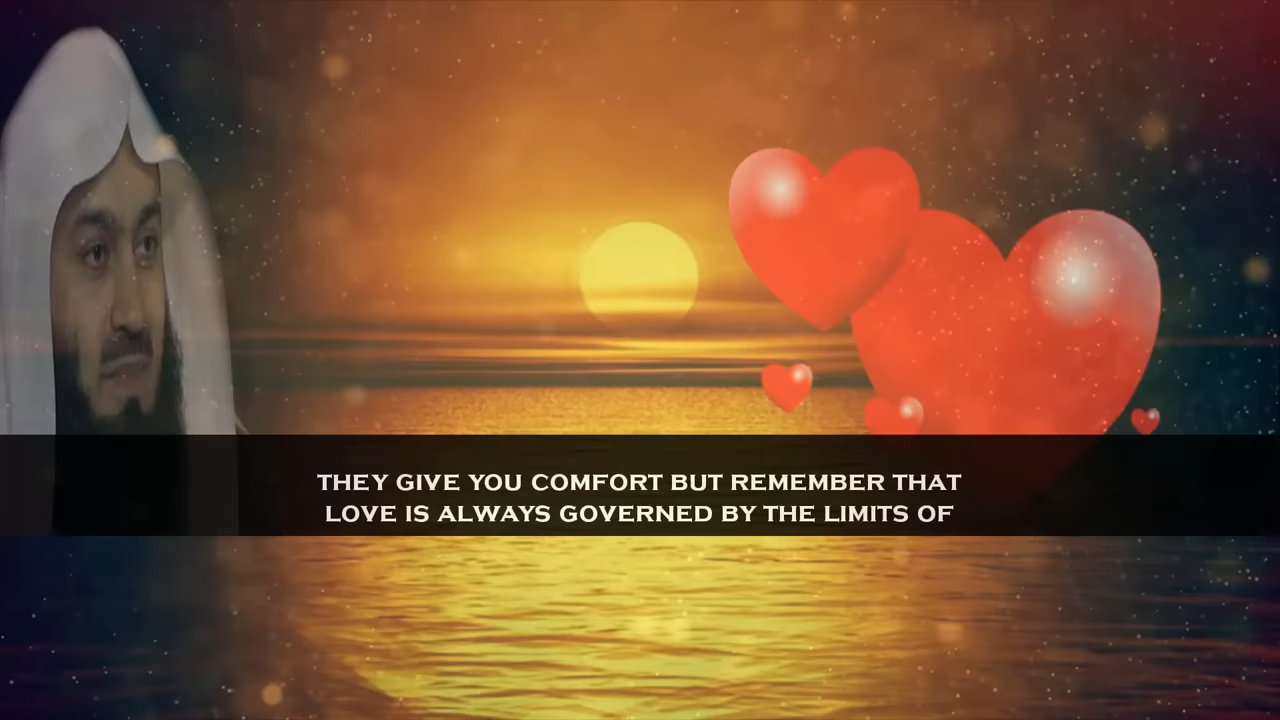 THEY GIVE YOU COMFORT BUT REMEMBER THAT
LOVE IS ALWAYS GOVERNED BY THE LIMITS OF